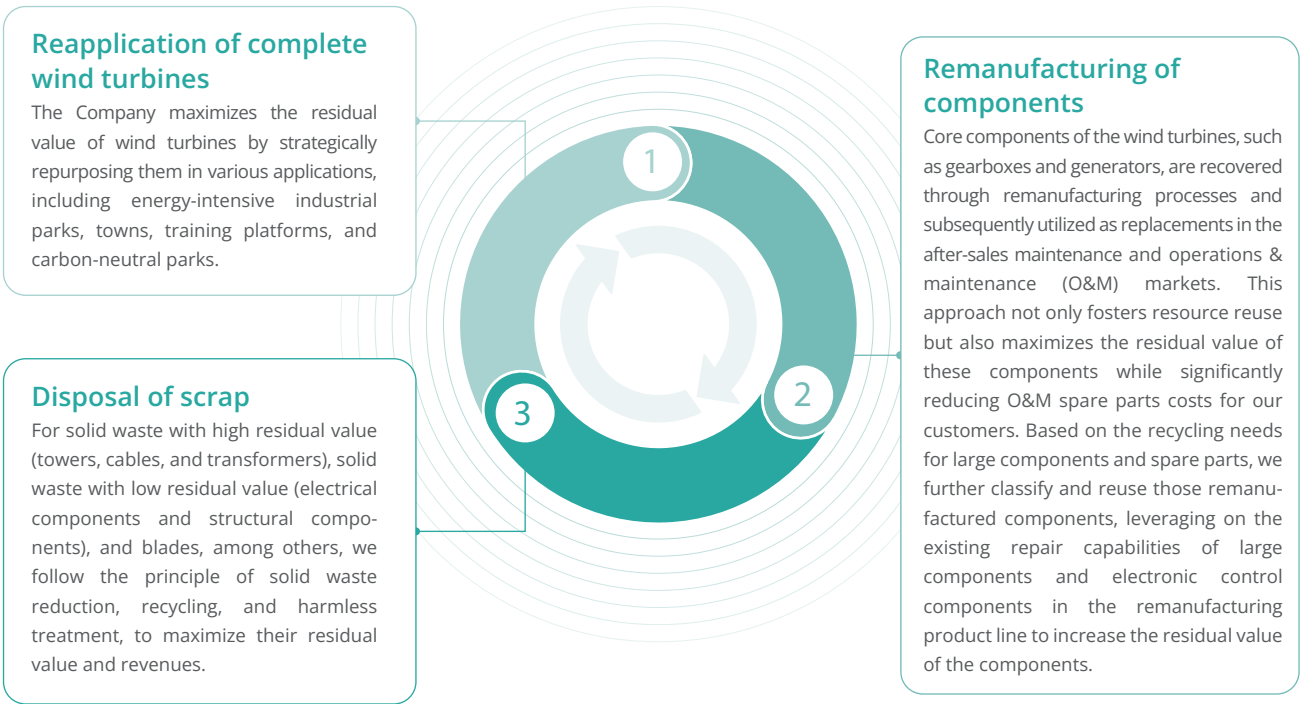 Reapplication of complete
wind turbines
The Company maximizes the residual
value of wind turbines by strategically
repurposing them in various applications,
including energy-intensive industrial
parks, towns, training platforms, and
carbon-neutral parks.
1
Remanufacturing of
components
Core components of the wind turbines, such
as gearboxes and generators, are recovered
through remanufacturing processes and
subsequently utilized as replacements in the
after-sales maintenance and operations &
maintenance (O&M) markets. This
approach not only fosters resource reuse
but also maximizes the residual value of
these components while significantly
reducing O&M spare parts costs for our
customers. Based on the recycling needs
for large components and spare parts, we
further classify and reuse those remanu-
factured components, leveraging on the
existing repair capabilities of large
components and electronic control
components in the remanufacturing
product line to increase the residual value
of the components.
2
Disposal of scrap
For solid waste with high residual value
(towers, cables, and transformers), solid
waste with low residual value (electrical
components and structural compo-
nents), and blades, among others, we
follow the principle of solid waste
reduction, recycling, and harmless
treatment, to maximize their residual
value and revenues.
3